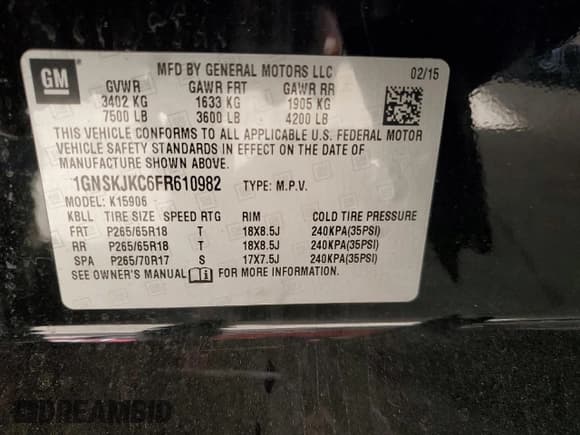 GM
MFD BY GENERAL MOTORS LLC 02/15
GVWR GAWR FRT GAWR RR
3402 KG 1633 KG 1905 KG
7500 LB 3600 LB 4200 LB
THIS VEHICLE CONFORMS TO ALL APPLICABLE U.S. FEDERAL MOTOR
VEHICLE SAFETY STANDARDS IN EFFECT ON THE DATE OF
MANUFACTURE SHOWN ABOVE.
1GNSKJKC6FR610982 TYPE: M.P.V.
MODEL: K15906
KBLL TIRE SIZE SPEED RTG RIM COLD TIRE PRESSURE
FRT P265/65R18 T 18X8.5J 240KPA(35PSI)
RR P265/65R18 T 18X8.5J 240KPA(35PSI)
SPA P265/70R17 S 17X7.5J 240KPA(35PSI)
SEE OWNER'S MANUAL FOR MORE INFORMATION.
DREAMBID